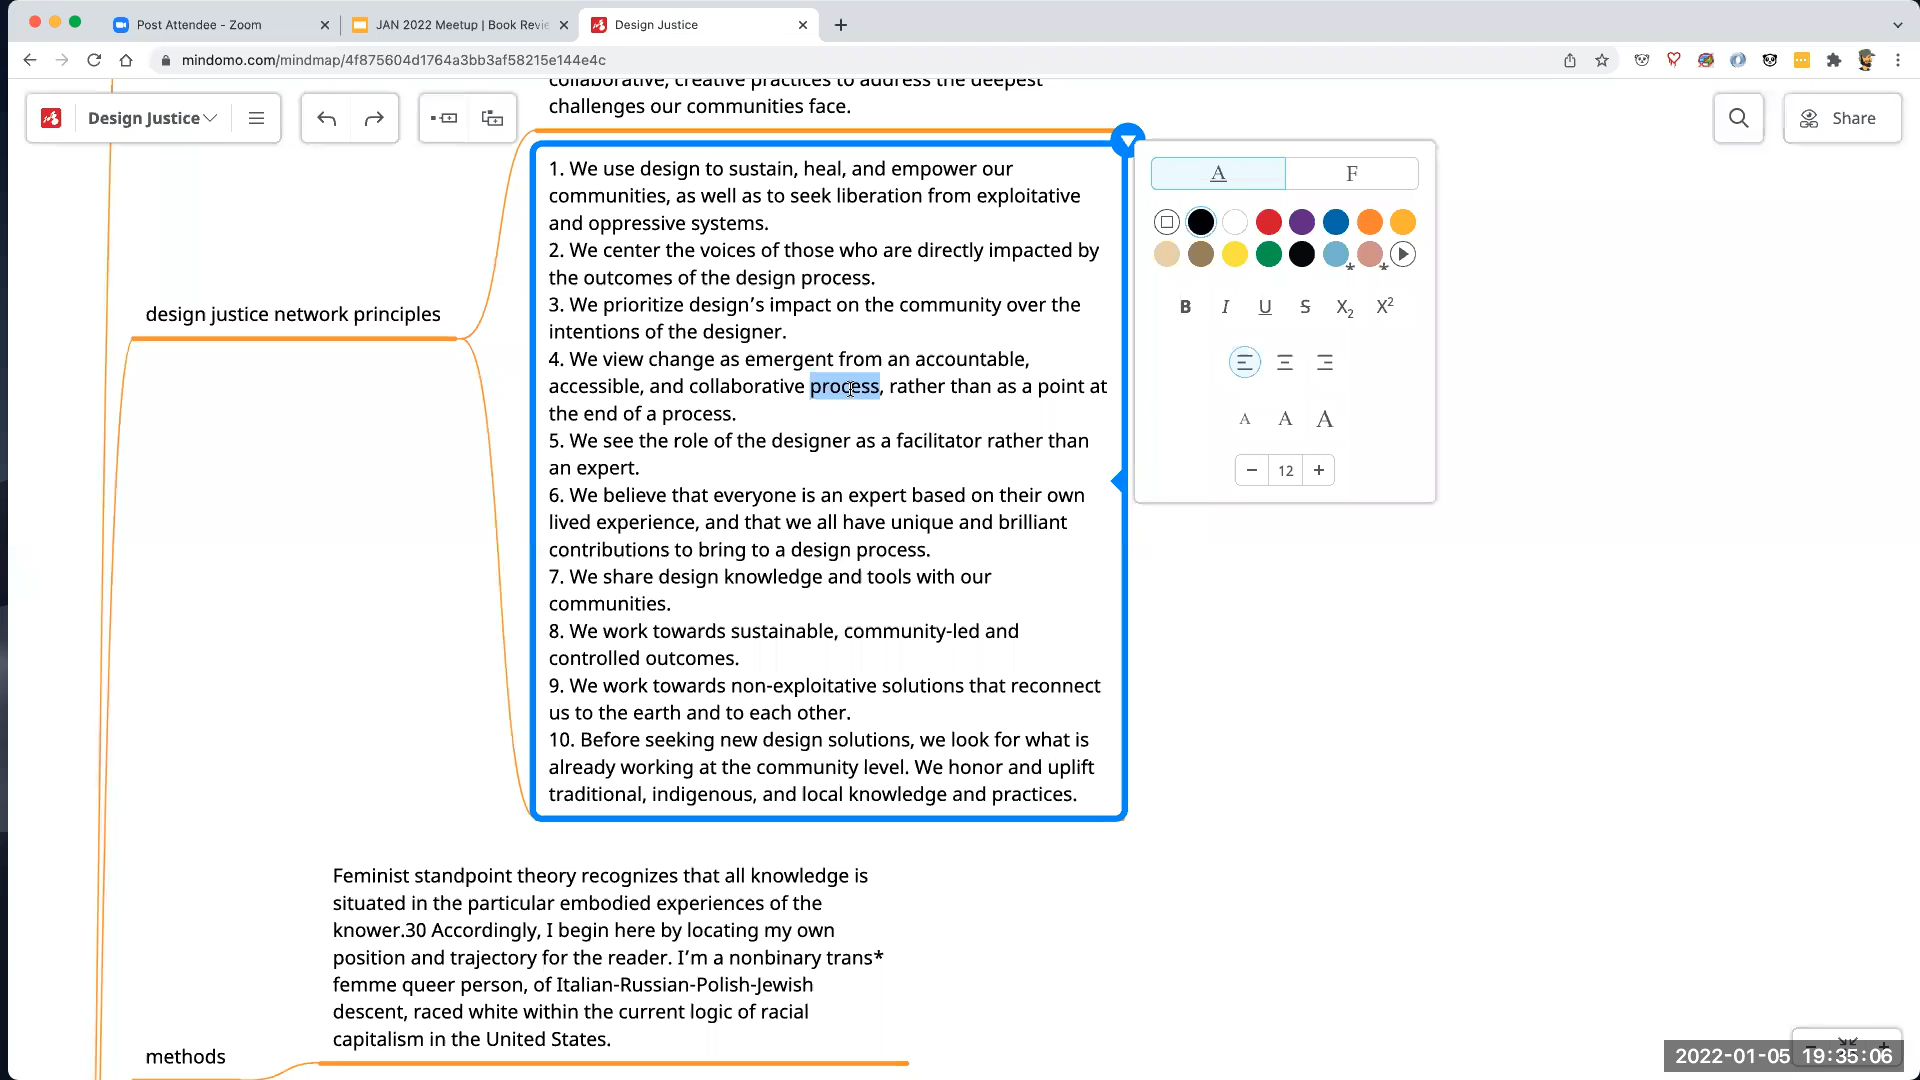 Post Attendee - Zoom
JAN 2022 Meetup | Book Revie
Design Justice
mindomo.com/mindmap/4f875604d1764a3bb3af58215e144e4c
collaborative, creative practices to address the deepest
challenges our communities face.
Design Justice
Share
1. We use design to sustain, heal, and empower our
communities, as well as to seek liberation from exploitative
and oppressive systems.
2. We center the voices of those who are directly impacted by
the outcomes of the design process.
3. We prioritize design’s impact on the community over the
intentions of the designer.
4. We view change as emergent from an accountable,
accessible, and collaborative process, rather than as a point at
the end of a process.
5. We see the role of the designer as a facilitator rather than
an expert.
6. We believe that everyone is an expert based on their own
lived experience, and that we all have unique and brilliant
contributions to bring to a design process.
7. We share design knowledge and tools with our
communities.
8. We work towards sustainable, community-led and
controlled outcomes.
9. We work towards non-exploitative solutions that reconnect
us to the earth and to each other.
10. Before seeking new design solutions, we look for what is
already working at the community level. We honor and uplift
traditional, indigenous, and local knowledge and practices.
design justice network principles
A F
B I U S X2 X2
A A A
− 12 +
Feminist standpoint theory recognizes that all knowledge is
situated in the particular embodied experiences of the
knower.30 Accordingly, I begin here by locating my own
position and trajectory for the reader. I’m a nonbinary trans*
femme queer person, of Italian-Russian-Polish-Jewish
descent, raced white within the current logic of racial
capitalism in the United States.
methods
2022-01-05 19:35:06